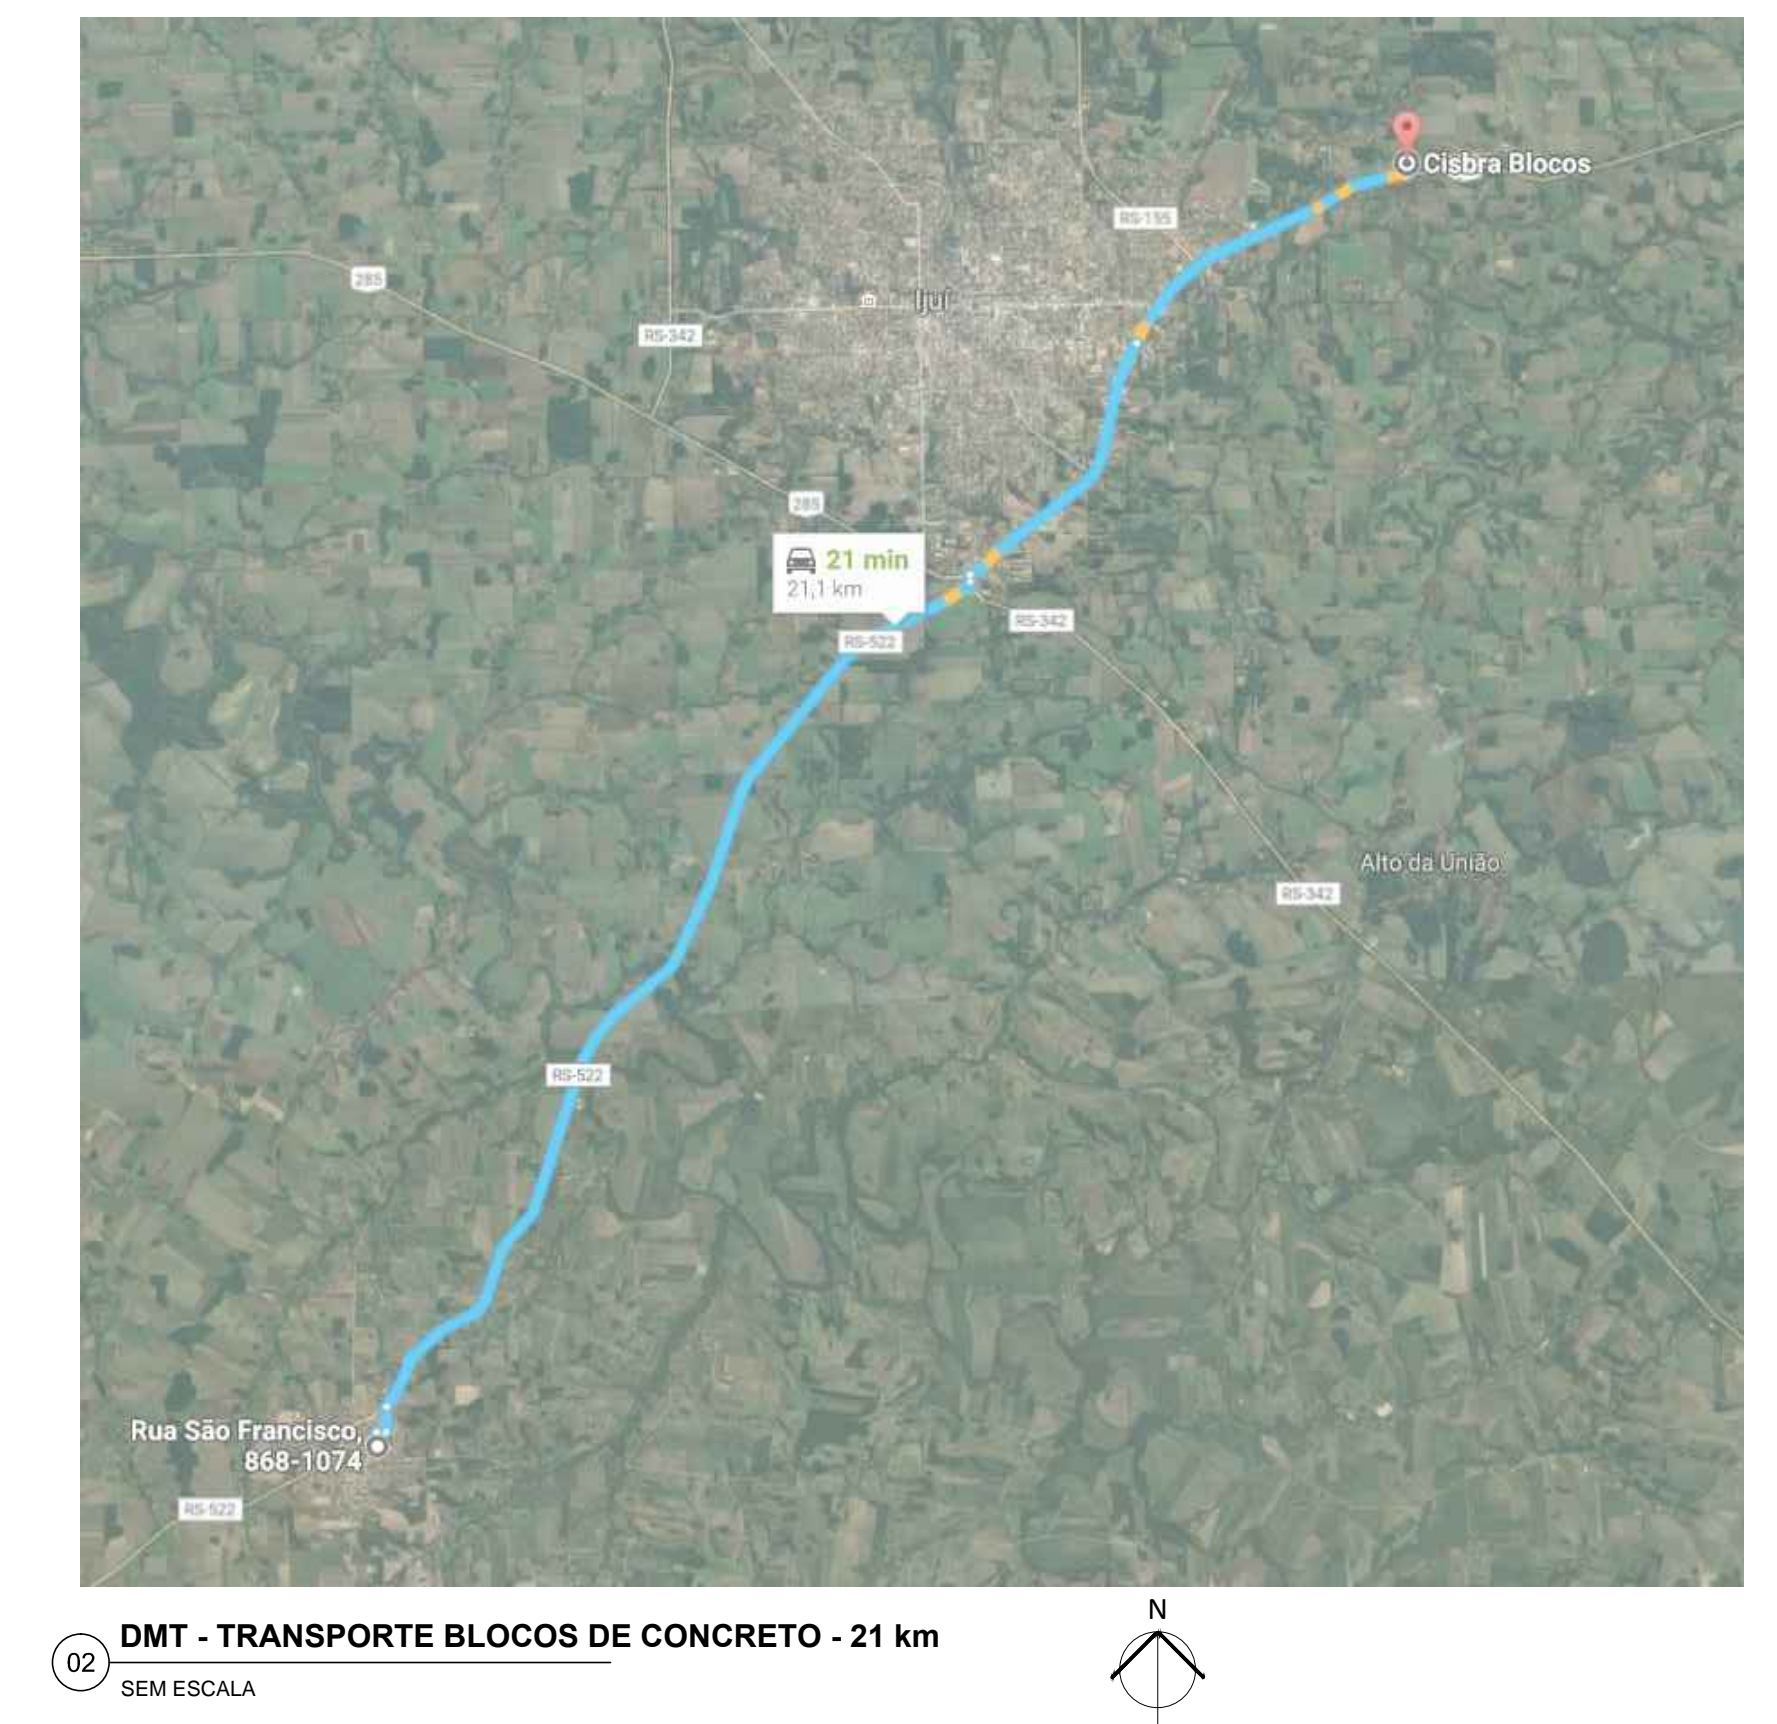 Cisbra Blocos
RS-155
285
Ijuí
RS-342
285
21 min
21,1 km
RS-342
RS-522
Alto da União
RS-342
RS-522
Rua São Francisco,
868-1074
RS-522
N
DMT - TRANSPORTE BLOCOS DE CONCRETO - 21 km
02
SEM ESCALA